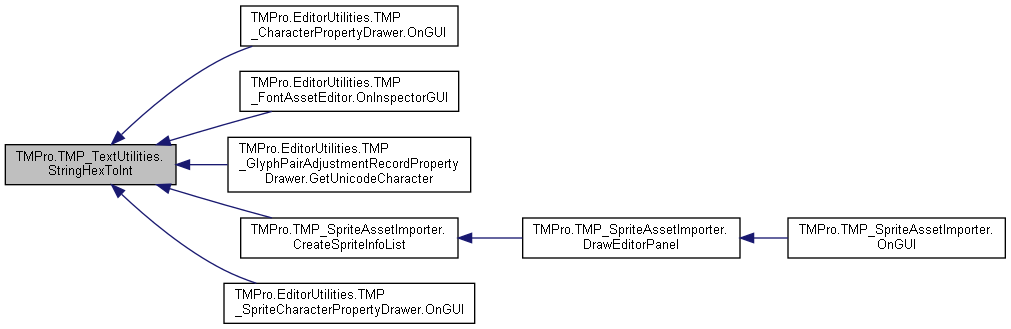 TMPro.EditorUtilities.TMP
_CharacterPropertyDrawer.OnGUI
TMPro.EditorUtilities.TMP
_FontAssetEditor.OnInspectorGUI
TMPro.TMP_TextUtilities.
StringHexToInt
TMPro.EditorUtilities.TMP
_GlyphPairAdjustmentRecordProperty
Drawer.GetUnicodeCharacter
TMPro.TMP_SpriteAssetImporter.
CreateSpriteInfoList
TMPro.TMP_SpriteAssetImporter.
DrawEditorPanel
TMPro.TMP_SpriteAssetImporter.
OnGUI
TMPro.EditorUtilities.TMP
_SpriteCharacterPropertyDrawer.OnGUI